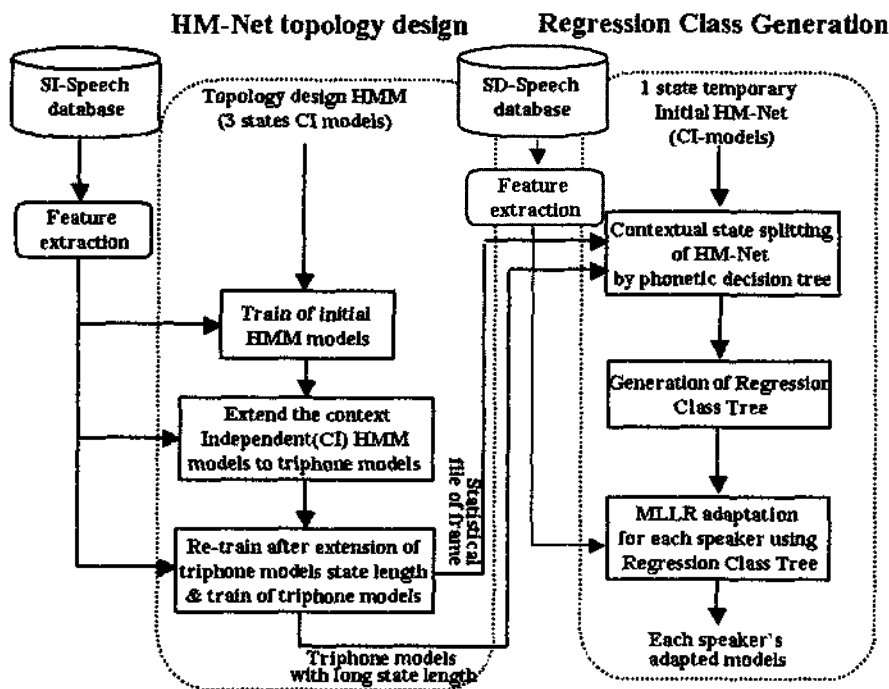 HM-Net topology design
Regression Class Generation
SI-Speech
database
Topology design HMM
(3 states CI models)
SD-Speech
database
1 state temporary
Initial HM-Net
(CI-models)
Feature
extraction
Feature
extraction
Contextual state splitting
of HM-Net
by phonetic decision tree
Train of initial
HMM models
Generation of Regression
Class Tree
Extend the context
Independent(CI) HMM
models to triphone models
Statistical
file of frame
Re-train after extension of
triphone models state length
& train of triphone models
MLLR adaptation
for each speaker using
Regression Class Tree
Triphone models
with long state length
Each speaker's
adapted models